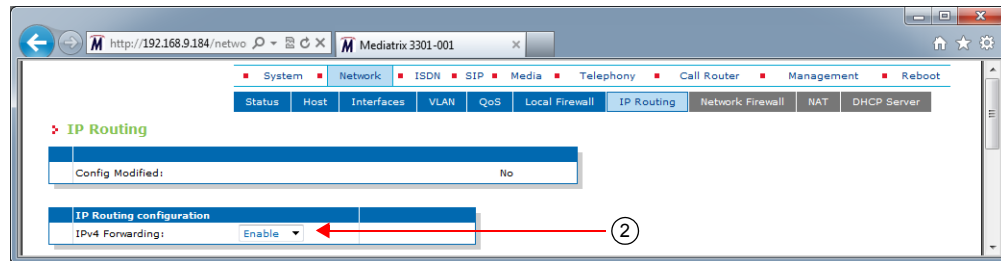 http://192.168.9.184/netwo
Mediatrix 3301-001
System Network ISDN SIP Media Telephony Call Router Management Reboot
Status Host Interfaces VLAN QoS Local Firewall IP Routing Network Firewall NAT DHCP Server
IP Routing
Config Modified: No
IP Routing configuration
IPv4 Forwarding: Enable
2